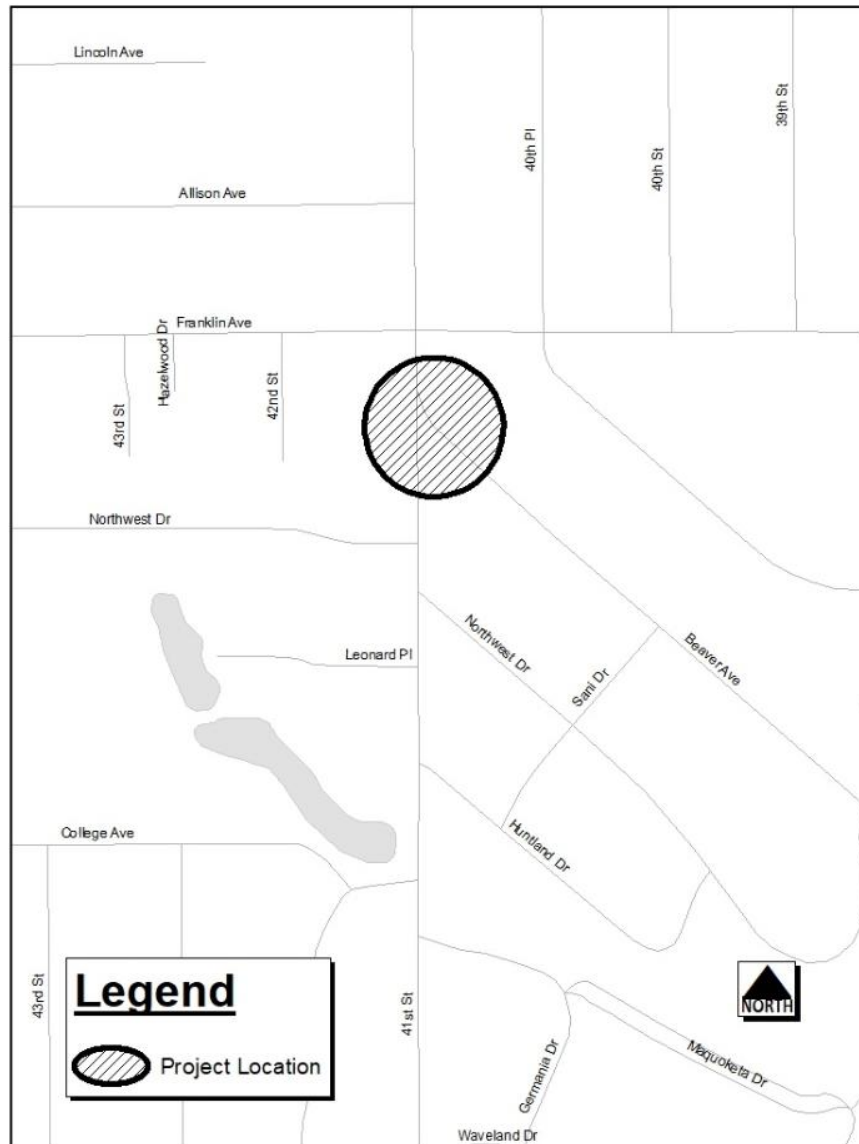 Lincoln Ave
39th St
40th Pl
40th St
Allison Ave
Franklin Ave
Hazelwood Dr
43rd St
42nd St
Northwest Dr
Northwest Dr
Beaver Ave
Leonard Pl
Sani Dr
College Ave
Huntland Dr
43rd St
Legend
Project Location
41st St
NORTH
Germania Dr
Maquoketa Dr
Waveland Dr